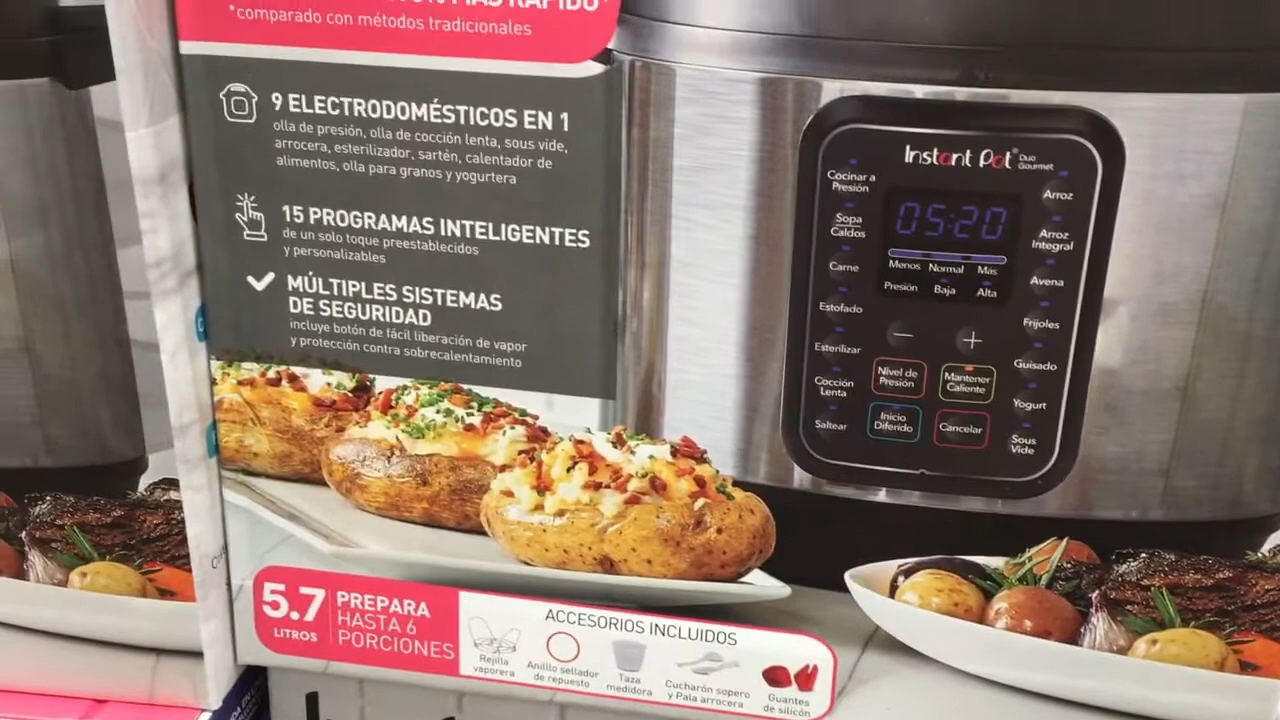 MÁS RÁPIDO*
*comparado con métodos tradicionales
9 ELECTRODOMÉSTICOS EN 1
olla de presión, olla de cocción lenta, sous vide,
arrocera, esterilizador, sartén, calentador de
alimentos, olla para granos y yogurtera
15 PROGRAMAS INTELIGENTES
de un solo toque preestablecidos
y personalizables
MÚLTIPLES SISTEMAS
DE SEGURIDAD
incluye botón de fácil liberación de vapor
y protección contra sobrecalentamiento
5.7
LITROS
PREPARA
HASTA 6
PORCIONES
ACCESORIOS INCLUIDOS
Rejilla
vaporera
Anillo sellador
de repuesto
Taza
medidora
Cucharón sopero
y Pala arrocera
Guantes
de silicón
Instant Pot®
Duo
Gourmet
05:20
Menos Normal Más
Presión Baja Alta
Cocinar a
Presión
Sopa
Caldos
Carne
Estofado
Esterilizar
Cocción
Lenta
Saltear
Nivel de
Presión
Mantener
Caliente
Inicio
Diferido
Cancelar
Arroz
Arroz
Integral
Avena
Frijoles
Guisado
Yogurt
Sous
Vide